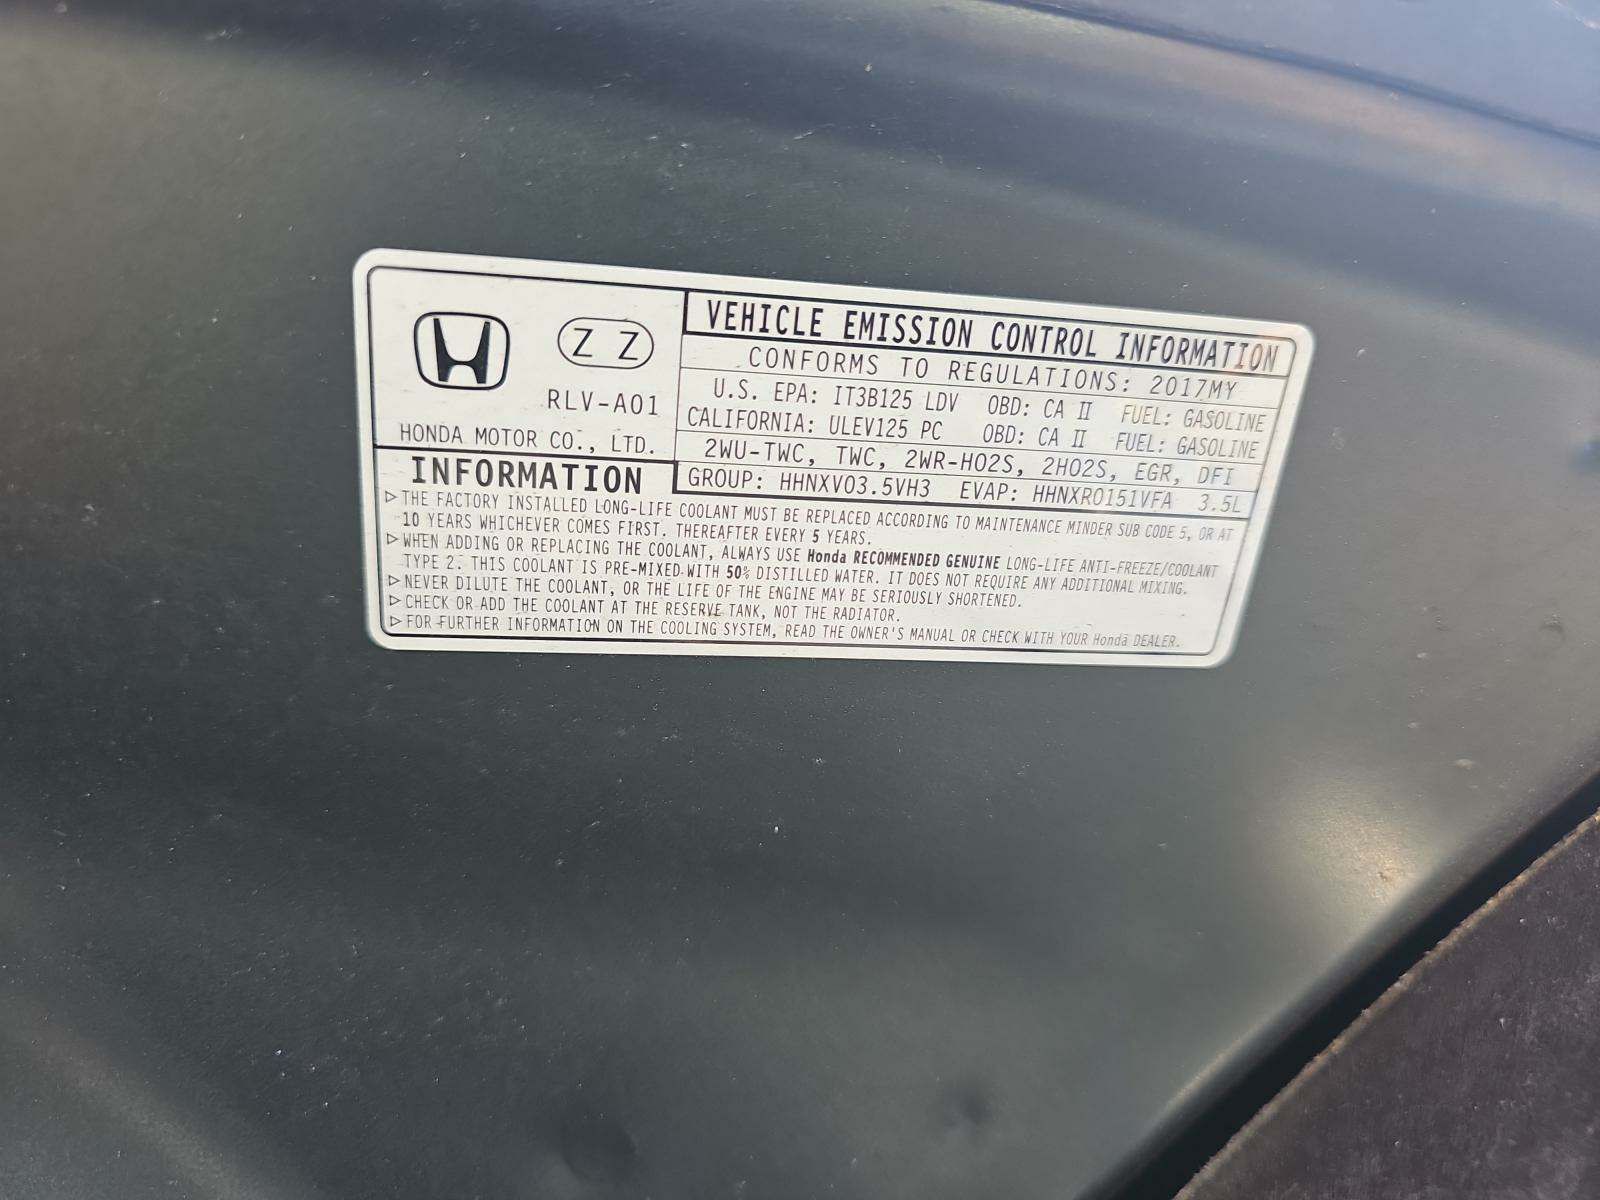 Z Z
RLV-A01
HONDA MOTOR CO., LTD.
VEHICLE EMISSION CONTROL INFORMATION
CONFORMS TO REGULATIONS: 2017MY
U.S. EPA: IT3B125 LDV OBD: CA II FUEL: GASOLINE
CALIFORNIA: ULEV125 PC OBD: CA II FUEL: GASOLINE
2WU-TWC, TWC, 2WR-HO2S, 2HO2S, EGR, DFI
GROUP: HHNXV03.5VH3 EVAP: HHNXR0151VFA 3.5L
INFORMATION
▷THE FACTORY INSTALLED LONG-LIFE COOLANT MUST BE REPLACED ACCORDING TO MAINTENANCE MINDER SUB CODE 5, OR AT
10 YEARS WHICHEVER COMES FIRST. THEREAFTER EVERY 5 YEARS.
▷WHEN ADDING OR REPLACING THE COOLANT, ALWAYS USE Honda RECOMMENDED GENUINE LONG-LIFE ANTI-FREEZE/COOLANT
TYPE 2. THIS COOLANT IS PRE-MIXED WITH 50% DISTILLED WATER. IT DOES NOT REQUIRE ANY ADDITIONAL MIXING.
▷NEVER DILUTE THE COOLANT, OR THE LIFE OF THE ENGINE MAY BE SERIOUSLY SHORTENED.
▷CHECK OR ADD THE COOLANT AT THE RESERVE TANK, NOT THE RADIATOR.
▷FOR FURTHER INFORMATION ON THE COOLING SYSTEM, READ THE OWNER'S MANUAL OR CHECK WITH YOUR Honda DEALER.